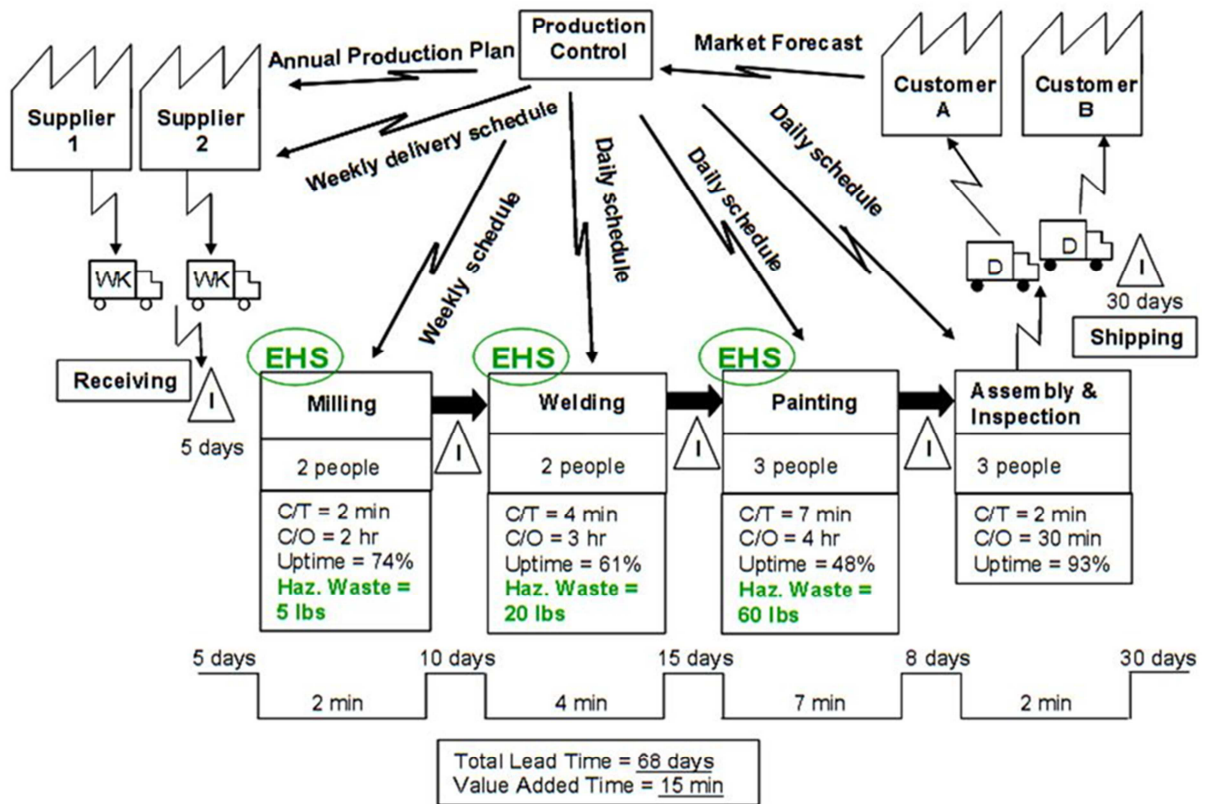 Production
Control
Annual Production Plan
Market Forecast
Supplier
1
Supplier
2
Customer
A
Customer
B
Weekly delivery schedule
Weekly schedule
Daily schedule
Daily schedule
Daily schedule
WK
WK
D
D
I
30 days
Shipping
Receiving
I
5 days
EHS
Milling
2 people
C/T = 2 min
C/O = 2 hr
Uptime = 74%
Haz. Waste =
5 lbs
I
EHS
Welding
2 people
C/T = 4 min
C/O = 3 hr
Uptime = 61%
Haz. Waste =
20 lbs
I
EHS
Painting
3 people
C/T = 7 min
C/O = 4 hr
Uptime = 48%
Haz. Waste =
60 lbs
I
Assembly &
Inspection
3 people
C/T = 2 min
C/O = 30 min
Uptime = 93%
5 days
10 days
15 days
8 days
30 days
2 min
4 min
7 min
2 min
Total Lead Time = 68 days
Value Added Time = 15 min